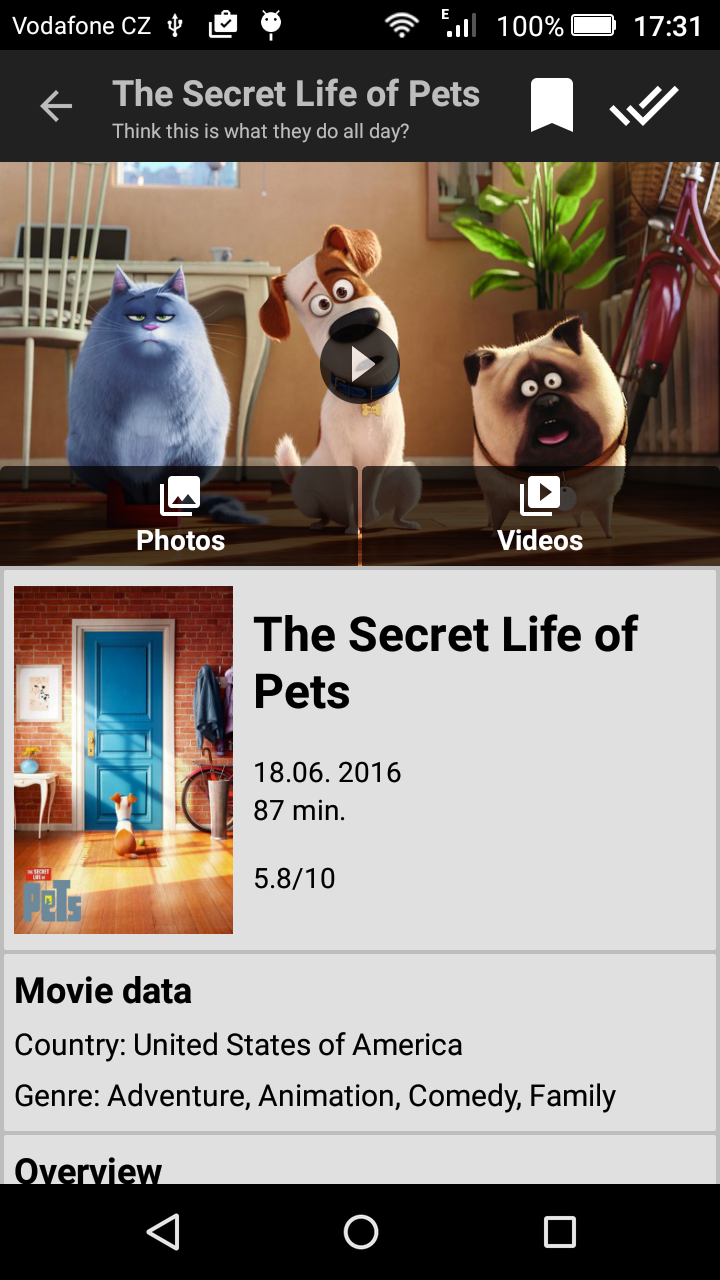 Vodafone CZ
E
100%
17:31
The Secret Life of Pets
Think this is what they do all day?
Photos
Videos
The Secret Life of
Pets
18.06. 2016
87 min.
5.8/10
THE SECRET
LIFE OF
PeTs
Movie data
Country: United States of America
Genre: Adventure, Animation, Comedy, Family
Overview